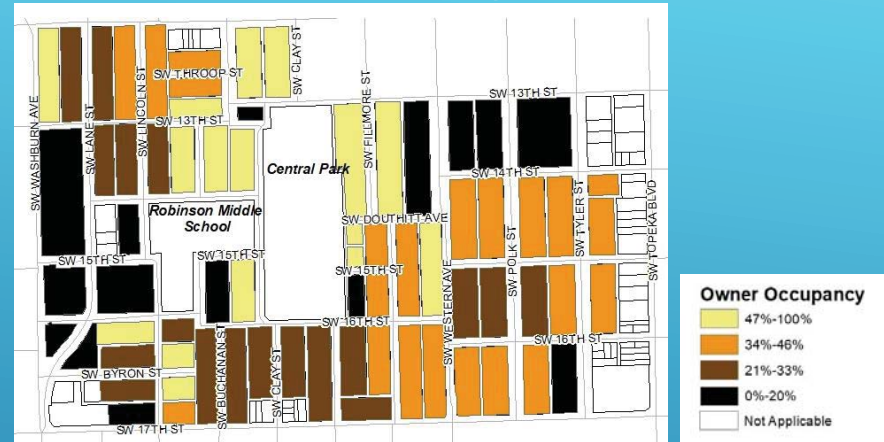 SW WASHBURN AVE
SW LANE ST
SW LINCOLN ST
SW THROOP ST
SW CLAY ST
SW 13TH ST
SW FILLMORE ST
SW 13TH ST
Central Park
SW 14TH ST
Robinson Middle
School
SW DOUTHITT AVE
SW TYLER ST
SW TOPEKA BLVD
SW POLK ST
SW 15TH ST
SW 15TH ST
SW 15TH ST
SW WESTERN AVE
SW 16TH ST
SW 16TH ST
SW BYRON ST
SW BUCHANAN ST
SW CLAY ST
SW 17TH ST
Owner Occupancy
47%-100%
34%-46%
21%-33%
0%-20%
Not Applicable